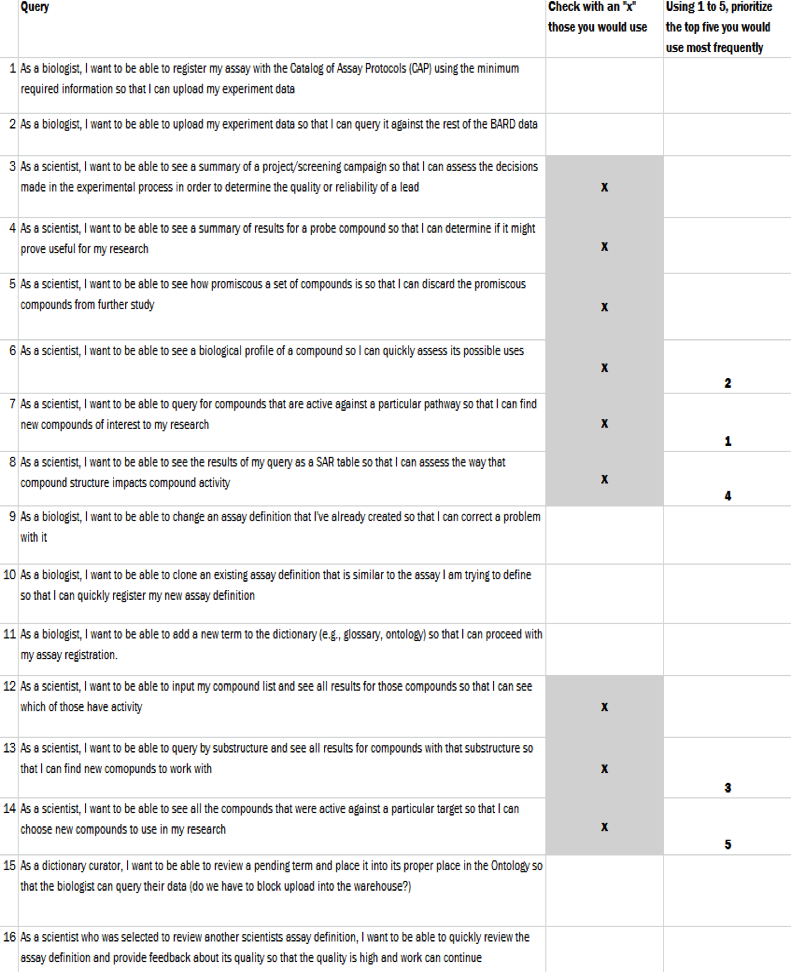 Query
Check with an "x"
those you would use
Using 1 to 5, prioritize
the top five you would
use most frequently
1 As a biologist, I want to be able to register my assay with the Catalog of Assay Protocols (CAP) using the minimum
required information so that I can upload my experiment data
2 As a biologist, I want to be able to upload my experiment data so that I can query it against the rest of the BARD data
3 As a scientist, I want to be able to see a summary of a project/screening campaign so that I can assess the decisions
made in the experimental process in order to determine the quality or reliability of a lead
x
4 As a scientist, I want to be able to see a summary of results for a probe compound so that I can determine if it might
prove useful for my research
x
5 As a scientist, I want to be able to see how promiscous a set of compounds is so that I can discard the promiscous
compounds from further study
x
6 As a scientist, I want to be able to see a biological profile of a compound so I can quickly assess its possible uses
x
2
7 As a scientist, I want to be able to query for compounds that are active against a particular pathway so that I can find
new compounds of interest to my research
x
1
8 As a scientist, I want to be able to see the results of my query as a SAR table so that I can assess the way that
compound structure impacts compound activity
x
4
9 As a biologist, I want to be able to change an assay definition that I've already created so that I can correct a problem
with it
10 As a biologist, I want to be able to clone an existing assay definition that is similar to the assay I am trying to define
so that I can quickly register my new assay definition
11 As a biologist, I want to be able to add a new term to the dictionary (e.g., glossary, ontology) so that I can proceed with
my assay registration.
12 As a scientist, I want to be able to input my compound list and see all results for those compounds so that I can see
which of those have activity
x
13 As a scientist, I want to be able to query by substructure and see all results for compounds with that substructure so
that I can find new comopunds to work with
x
3
14 As a scientist, I want to be able to see all the compounds that were active against a particular target so that I can
choose new compounds to use in my research
x
5
15 As a dictionary curator, I want to be able to review a pending term and place it into its proper place in the Ontology so
that the biologist can query their data (do we have to block upload into the warehouse?)
16 As a scientist who was selected to review another scientists assay definition, I want to be able to quickly review the
assay definition and provide feedback about its quality so that the quality is high and work can continue